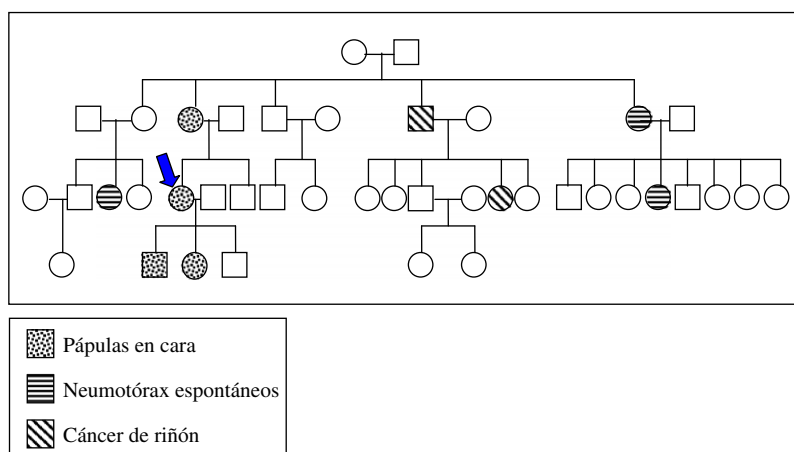 Pápulas en cara
Neumotórax espontáneos
Cáncer de riñón